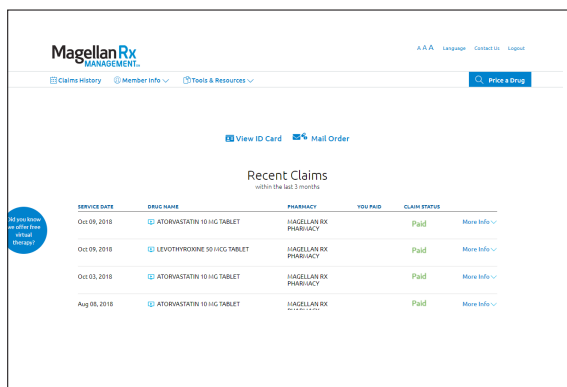 A A A Language Contact Us Logout
Magellan Rx
MANAGEMENT
Claims History Member Info Tools & Resources Price a Drug
View ID Card Mail Order
Recent Claims
within the last 3 months
SERVICE DATE DRUG NAME PHARMACY YOU PAID CLAIM STATUS
Oct 09, 2018 ATORVASTATIN 10 MG TABLET MAGELLAN RX PHARMACY Paid More Info
Oct 09, 2018 LEVOTHYROXINE 50 MCG TABLET MAGELLAN RX PHARMACY Paid More Info
Oct 03, 2018 ATORVASTATIN 10 MG TABLET MAGELLAN RX PHARMACY Paid More Info
Aug 08, 2018 ATORVASTATIN 10 MG TABLET MAGELLAN RX Paid More Info
Did you know
we offer free
virtual
therapy?